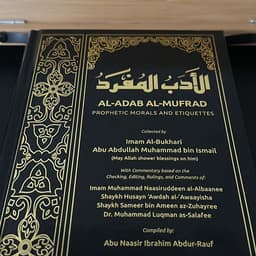 الأدب المفرد
AL-ADAB AL-MUFRAD
PROPHETIC MORALS AND ETIQUETTES
Collected by
Imam Al-Bukhari
Abu Abdullah Muhammad bin Ismail
(May Allah shower blessings on him)
With Commentary based on the
Checking, Editing, Rulings, and Comments of:
Imam Muhammad Naasiruddeen al-Albaanee
Shaykh Husayn 'Awdah al-'Awaayisha
Shaykh Sameer bin Ameen az-Zuhayree
Dr. Muhammad Luqman as-Salafee
Compiled by:
Abu Naasir Ibrahim Abdur-Rauf